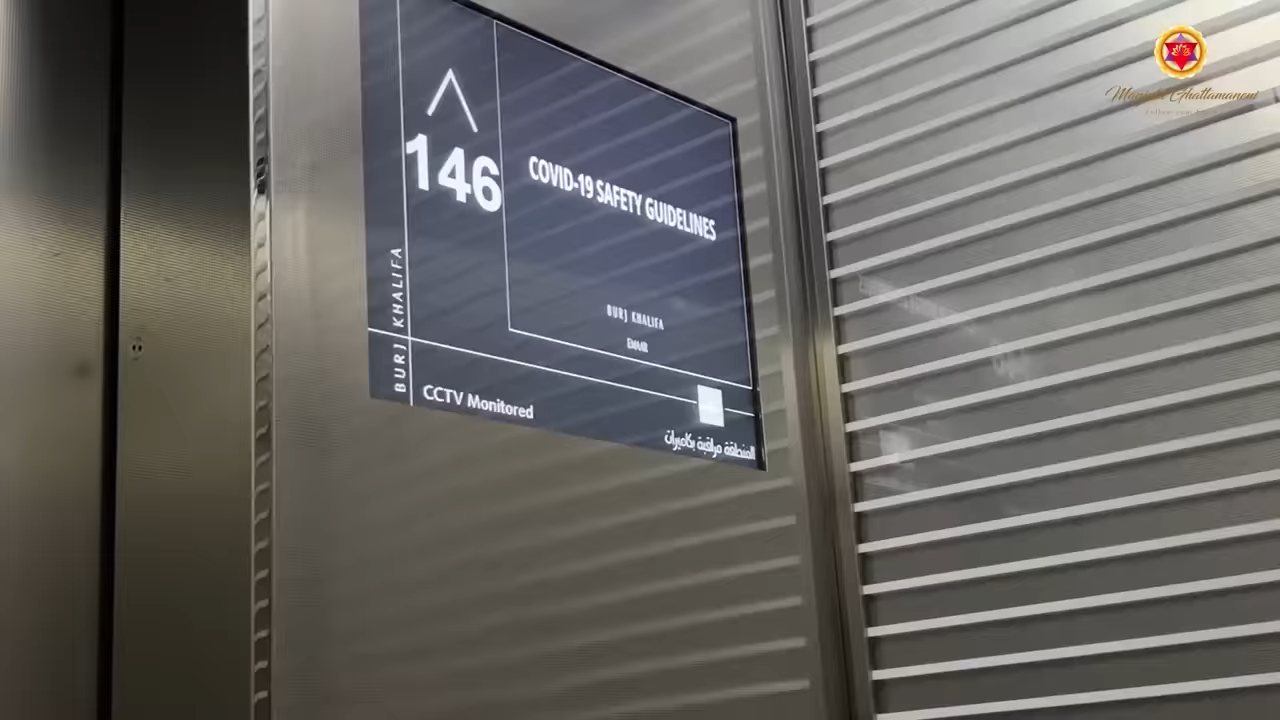 146
COVID-19 SAFETY GUIDELINES
BURJ KHALIFA
EMAAR
BURJ KHALIFA
CCTV Monitored
المنطقة مراقبة بكاميرات